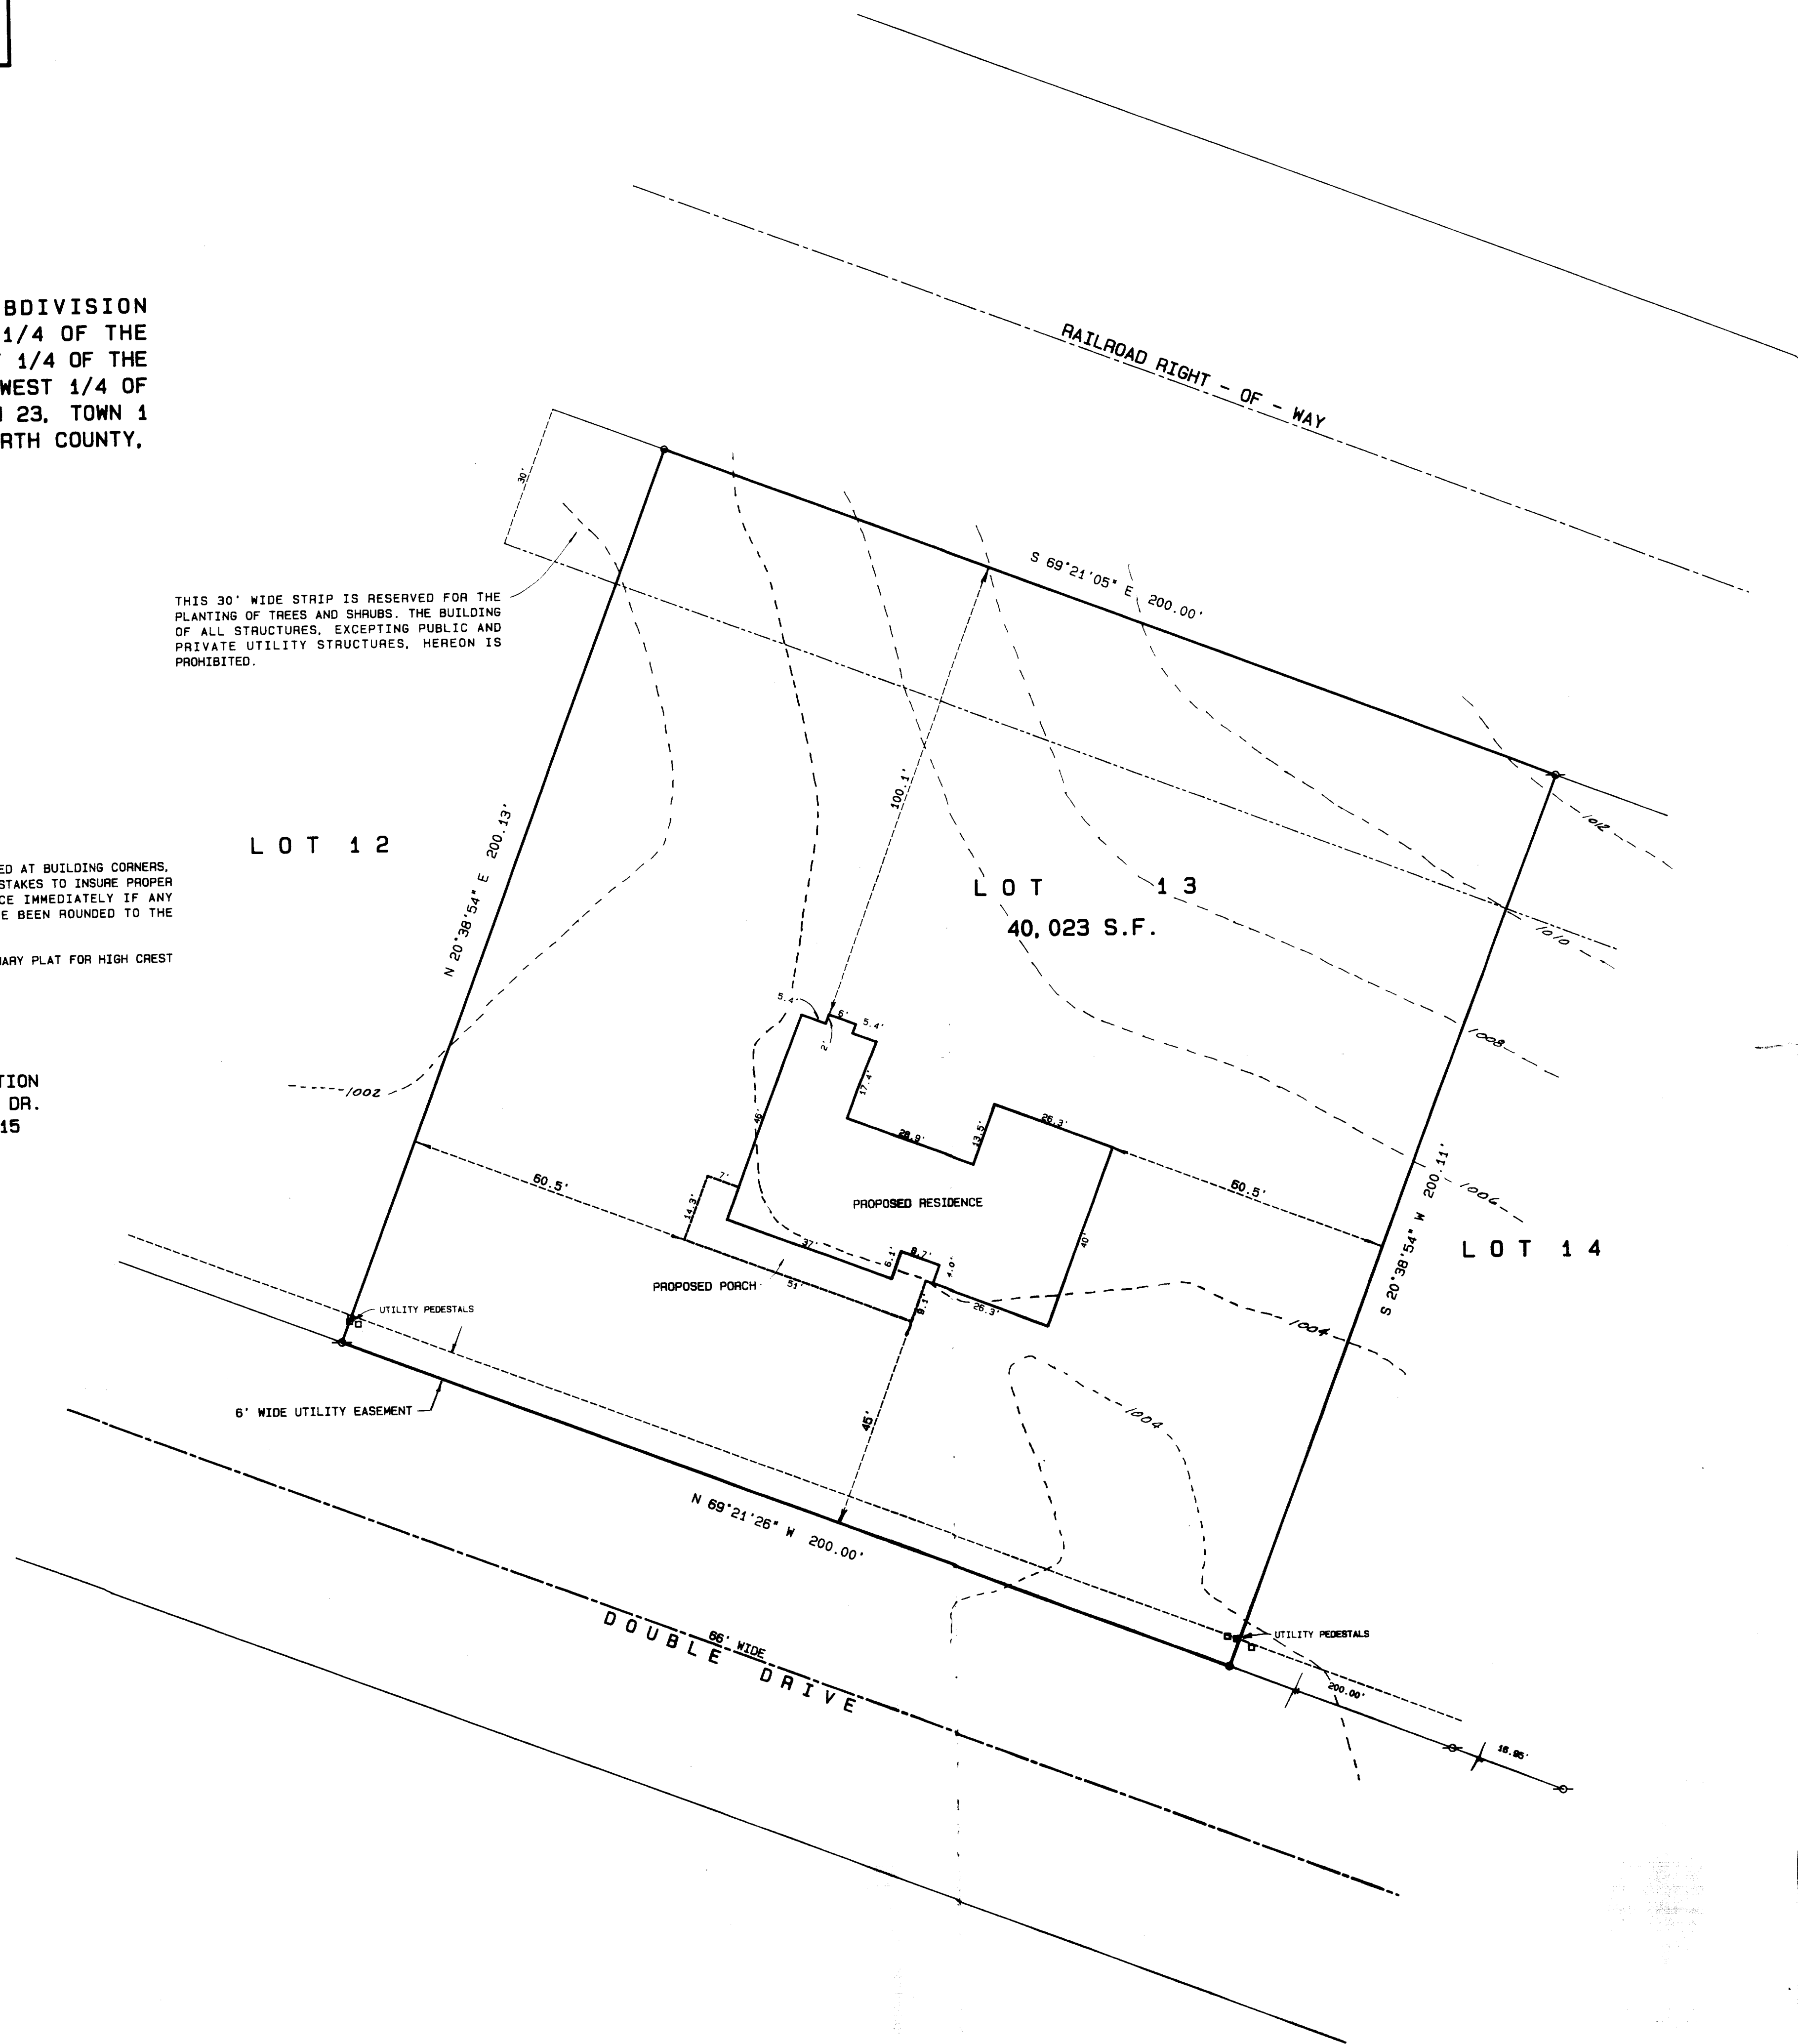 BDIVISION
1/4 OF THE
1/4 OF THE
WEST 1/4 OF
23, TOWN 1
RTH COUNTY,
RAILROAD RIGHT - OF - WAY
30'
S 69°21'05" E 200.00'
THIS 30' WIDE STRIP IS RESERVED FOR THE
PLANTING OF TREES AND SHRUBS. THE BUILDING
OF ALL STRUCTURES, EXCEPTING PUBLIC AND
PRIVATE UTILITY STRUCTURES, HEREON IS
PROHIBITED.
100.1'
1012
LOT 12
N 20°38'54" E 200.13'
LOT 13
40,023 S.F.
1010
ED AT BUILDING CORNERS,
STAKES TO INSURE PROPER
CE IMMEDIATELY IF ANY
E BEEN ROUNDED TO THE
NARY PLAT FOR HIGH CREST
TION
DR.
15
1002
5.4'
6'
5.4'
2'
1008
17.4'
46'
28.9'
13.5'
26.3'
60.5'
7'
14.3'
PROPOSED RESIDENCE
60.5'
S 20°38'54" W 200.11'
1006
LOT 14
37'
6.1'
8.7'
4.0'
40'
PROPOSED PORCH
51'
9.1'
26.3'
1004
UTILITY PEDESTALS
6' WIDE UTILITY EASEMENT
45'
1004
N 69°21'26" W 200.00'
66' WIDE
DOUBLE DRIVE
UTILITY PEDESTALS
200.00'
16.95'